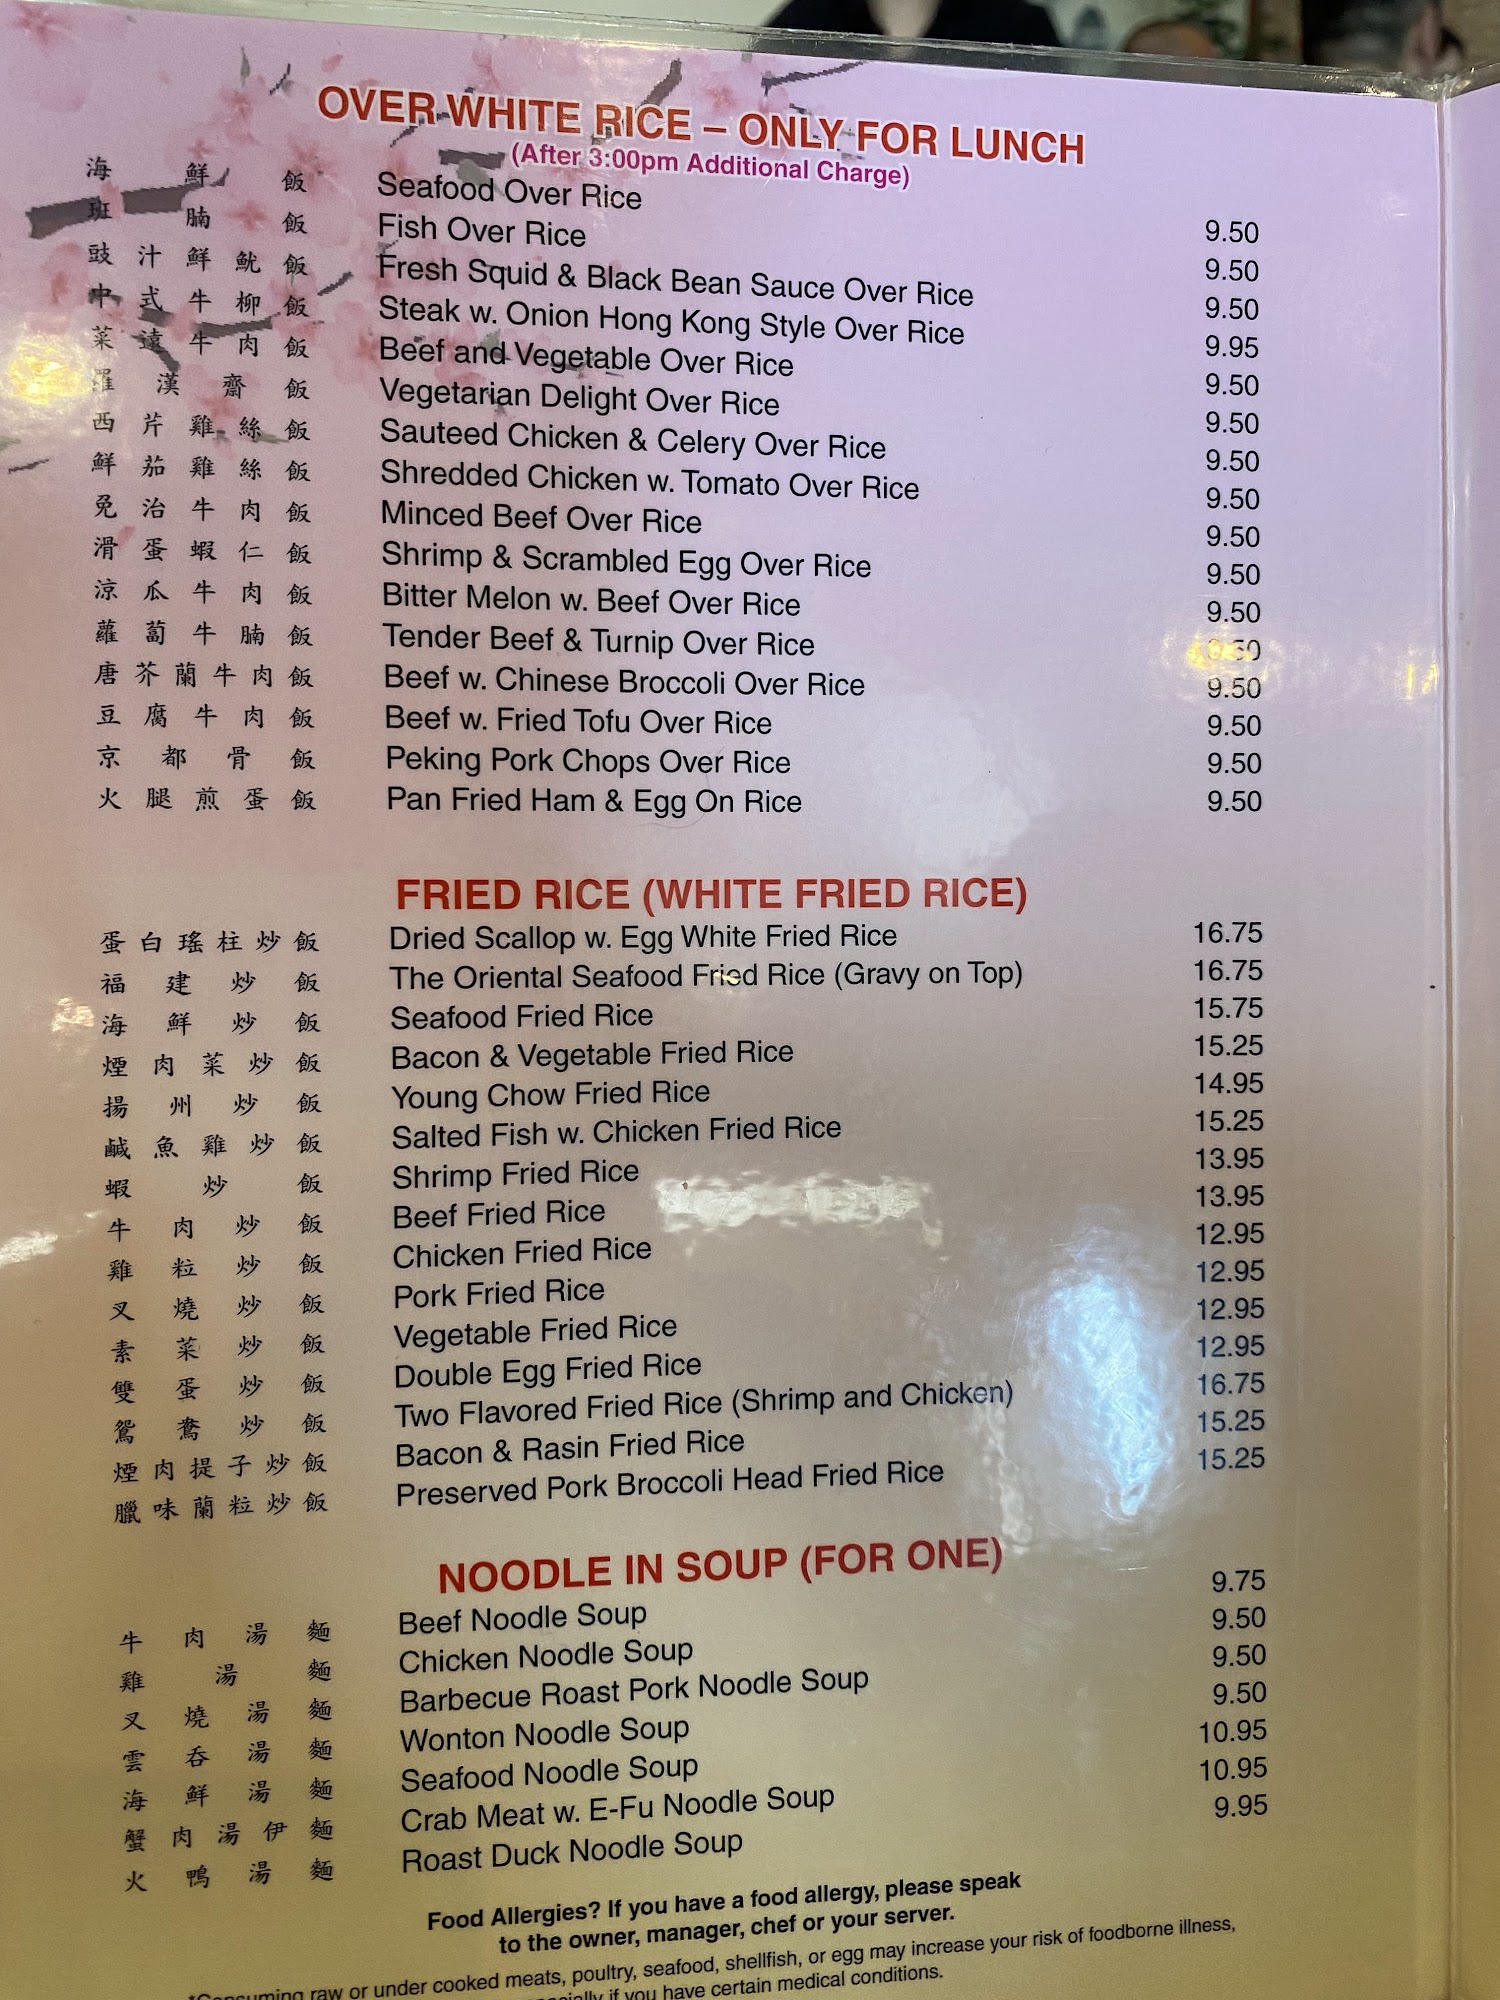 OVER WHITE RICE – ONLY FOR LUNCH
(After 3:00pm Additional Charge)
海鮮飯 Seafood Over Rice 9.50
班腩飯 Fish Over Rice 9.50
豉汁鮮魷飯 Fresh Squid & Black Bean Sauce Over Rice 9.50
中式牛柳飯 Steak w. Onion Hong Kong Style Over Rice 9.95
菜遠牛肉飯 Beef and Vegetable Over Rice 9.50
羅漢齋飯 Vegetarian Delight Over Rice 9.50
西芹雞絲飯 Sauteed Chicken & Celery Over Rice 9.50
鮮茄雞絲飯 Shredded Chicken w. Tomato Over Rice 9.50
免治牛肉飯 Minced Beef Over Rice 9.50
滑蛋蝦仁飯 Shrimp & Scrambled Egg Over Rice 9.50
涼瓜牛肉飯 Bitter Melon w. Beef Over Rice 9.50
蘿蔔牛腩飯 Tender Beef & Turnip Over Rice 9.50
唐芥蘭牛肉飯 Beef w. Chinese Broccoli Over Rice 9.50
豆腐牛肉飯 Beef w. Fried Tofu Over Rice 9.50
京都骨飯 Peking Pork Chops Over Rice 9.50
火腿煎蛋飯 Pan Fried Ham & Egg On Rice 9.50
FRIED RICE (WHITE FRIED RICE)
蛋白瑤柱炒飯 Dried Scallop w. Egg White Fried Rice 16.75
福建炒飯 The Oriental Seafood Fried Rice (Gravy on Top) 16.75
海鮮炒飯 Seafood Fried Rice 15.75
煙肉菜炒飯 Bacon & Vegetable Fried Rice 15.25
揚州炒飯 Young Chow Fried Rice 14.95
鹹魚雞炒飯 Salted Fish w. Chicken Fried Rice 15.25
蝦炒飯 Shrimp Fried Rice 13.95
牛肉炒飯 Beef Fried Rice 13.95
雞粒炒飯 Chicken Fried Rice 12.95
叉燒炒飯 Pork Fried Rice 12.95
素菜炒飯 Vegetable Fried Rice 12.95
雙蛋炒飯 Double Egg Fried Rice 12.95
鴛鴦炒飯 Two Flavored Fried Rice (Shrimp and Chicken) 16.75
煙肉提子炒飯 Bacon & Rasin Fried Rice 15.25
臘味蘭粒炒飯 Preserved Pork Broccoli Head Fried Rice 15.25
NOODLE IN SOUP (FOR ONE)
牛肉湯麵 Beef Noodle Soup 9.75
雞湯麵 Chicken Noodle Soup 9.50
叉燒湯麵 Barbecue Roast Pork Noodle Soup 9.50
雲吞湯麵 Wonton Noodle Soup 9.50
海鮮湯麵 Seafood Noodle Soup 10.95
蟹肉湯伊麵 Crab Meat w. E-Fu Noodle Soup 10.95
火鴨湯麵 Roast Duck Noodle Soup 9.95
Food Allergies? If you have a food allergy, please speak
to the owner, manager, chef or your server.
*Consuming raw or under cooked meats, poultry, seafood, shellfish, or egg may increase your risk of foodborne illness,
if you have certain medical conditions.